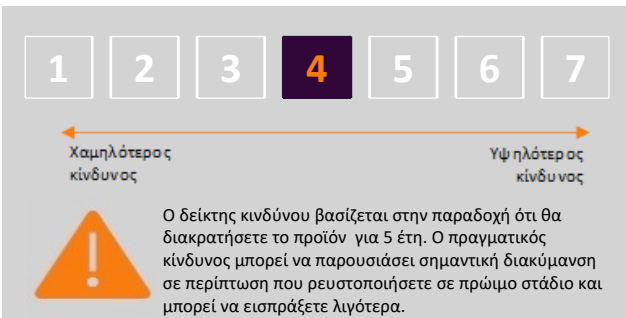 1 2 3 4 5 6 7
Χαμηλότερος Υψηλότερος
κίνδυνος κίνδυνος
Ο δείκτης κινδύνου βασίζεται στην παραδοχή ότι θα
διακρατήσετε το προϊόν για 5 έτη. Ο πραγματικός
κίνδυνος μπορεί να παρουσιάσει σημαντική διακύμανση
σε περίπτωση που ρευστοποιήσετε σε πρώιμο στάδιο και
μπορεί να εισπράξετε λιγότερα.